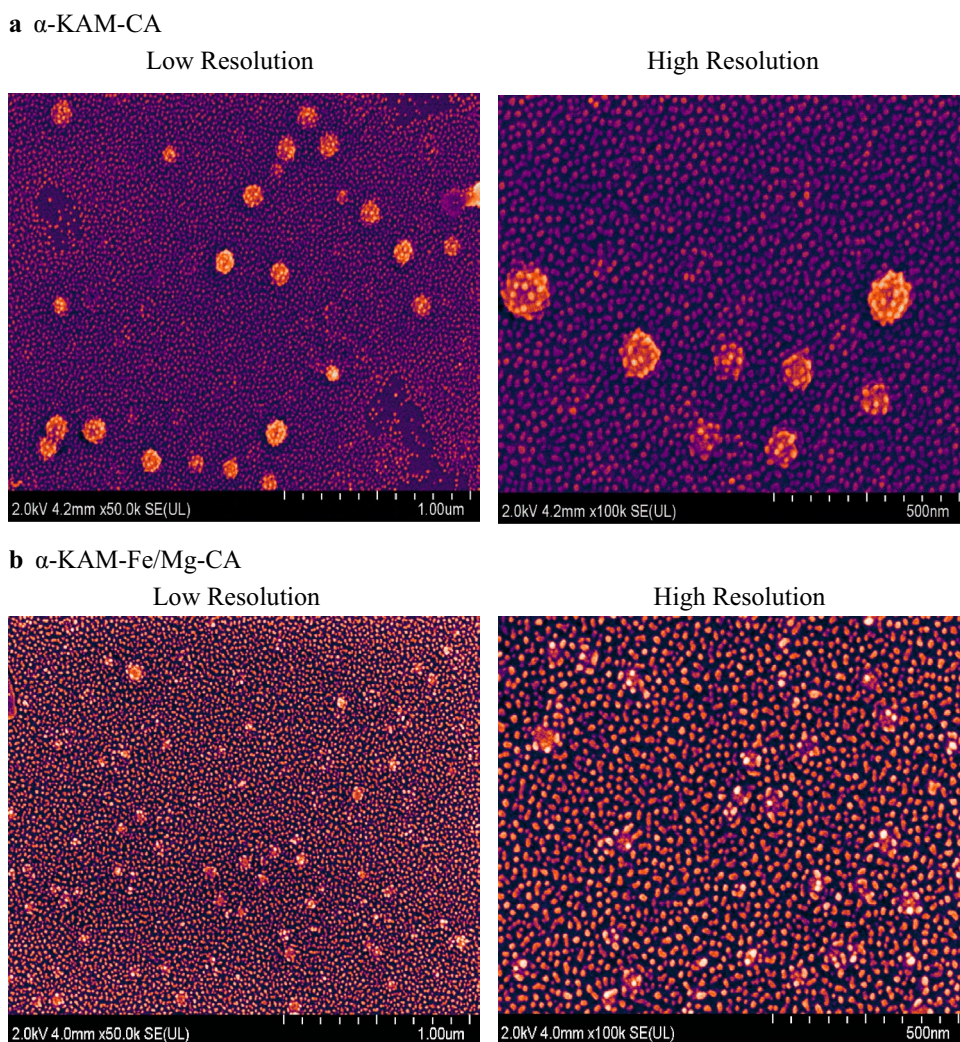 a α-KAM-CA
Low Resolution High Resolution
2.0kV 4.2mm x50.0k SE(UL) 1.00um 2.0kV 4.2mm x100k SE(UL) 500nm
b α-KAM-Fe/Mg-CA
Low Resolution High Resolution
2.0kV 4.0mm x50.0k SE(UL) 1.00um 2.0kV 4.0mm x100k SE(UL) 500nm